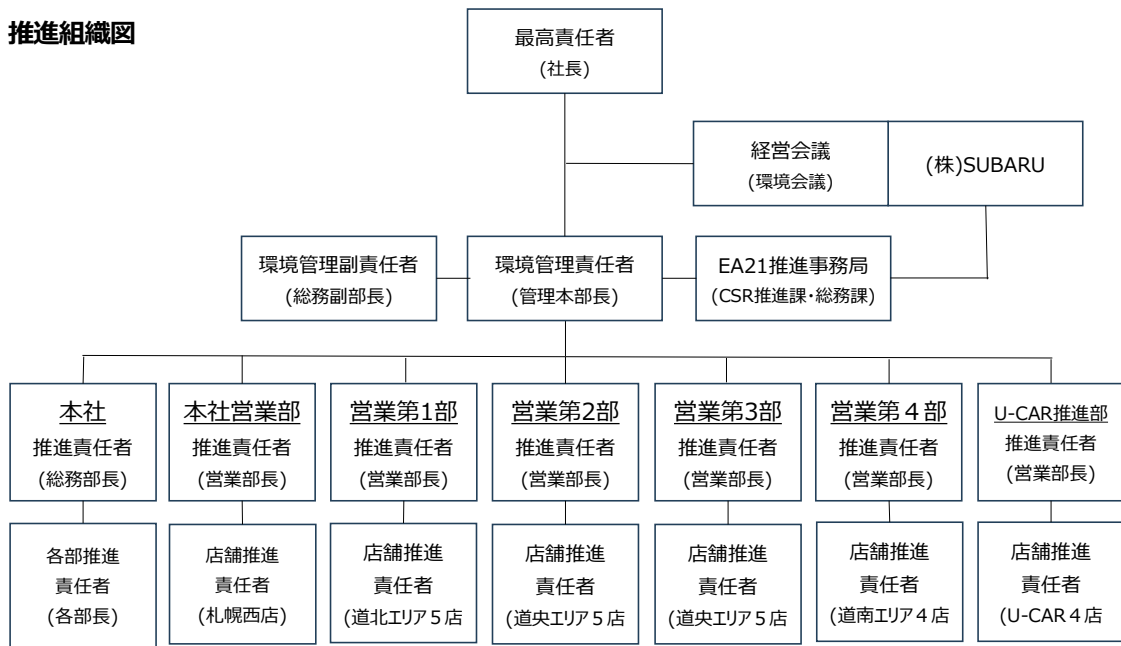 推進組織図
最高責任者
(社長)
経営会議
(環境会議)
(株)SUBARU
環境管理副責任者
(総務副部長)
環境管理責任者
(管理本部長)
EA21推進事務局
(CSR推進課・総務課)
本社
推進責任者
(総務部長)
本社営業部
推進責任者
(営業部長)
営業第1部
推進責任者
(営業部長)
営業第2部
推進責任者
(営業部長)
営業第3部
推進責任者
(営業部長)
営業第４部
推進責任者
(営業部長)
U-CAR推進部
推進責任者
(営業部長)
各部推進
責任者
(各部長)
店舗推進
責任者
(札幌西店)
店舗推進
責任者
(道北エリア５店
店舗推進
責任者
(道央エリア５店
店舗推進
責任者
(道央エリア５店
店舗推進
責任者
(道南エリア４店
店舗推進
責任者
(U-CAR４店